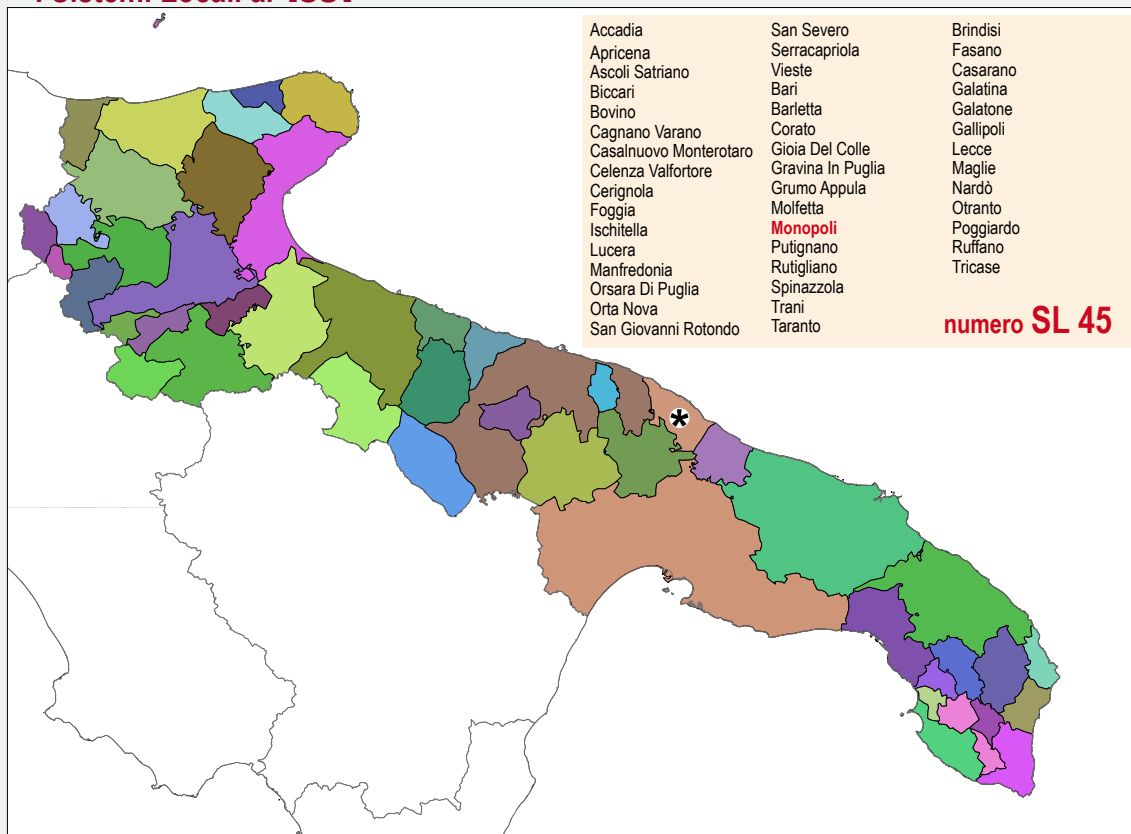 Accadia
Apricena
Ascoli Satriano
Biccari
Bovino
Cagnano Varano
Casalnuovo Monterotaro
Celenza Valfortore
Cerignola
Foggia
Ischitella
Lucera
Manfredonia
Orsara Di Puglia
Orta Nova
San Giovanni Rotondo
San Severo
Serracapriola
Vieste
Bari
Barletta
Corato
Gioia Del Colle
Gravina In Puglia
Grumo Appula
Molfetta
Monopoli
Putignano
Rutigliano
Spinazzola
Trani
Taranto
Brindisi
Fasano
Casarano
Galatina
Galatone
Gallipoli
Lecce
Maglie
Nardò
Otranto
Poggiardo
Ruffano
Tricase
numero SL 45
*